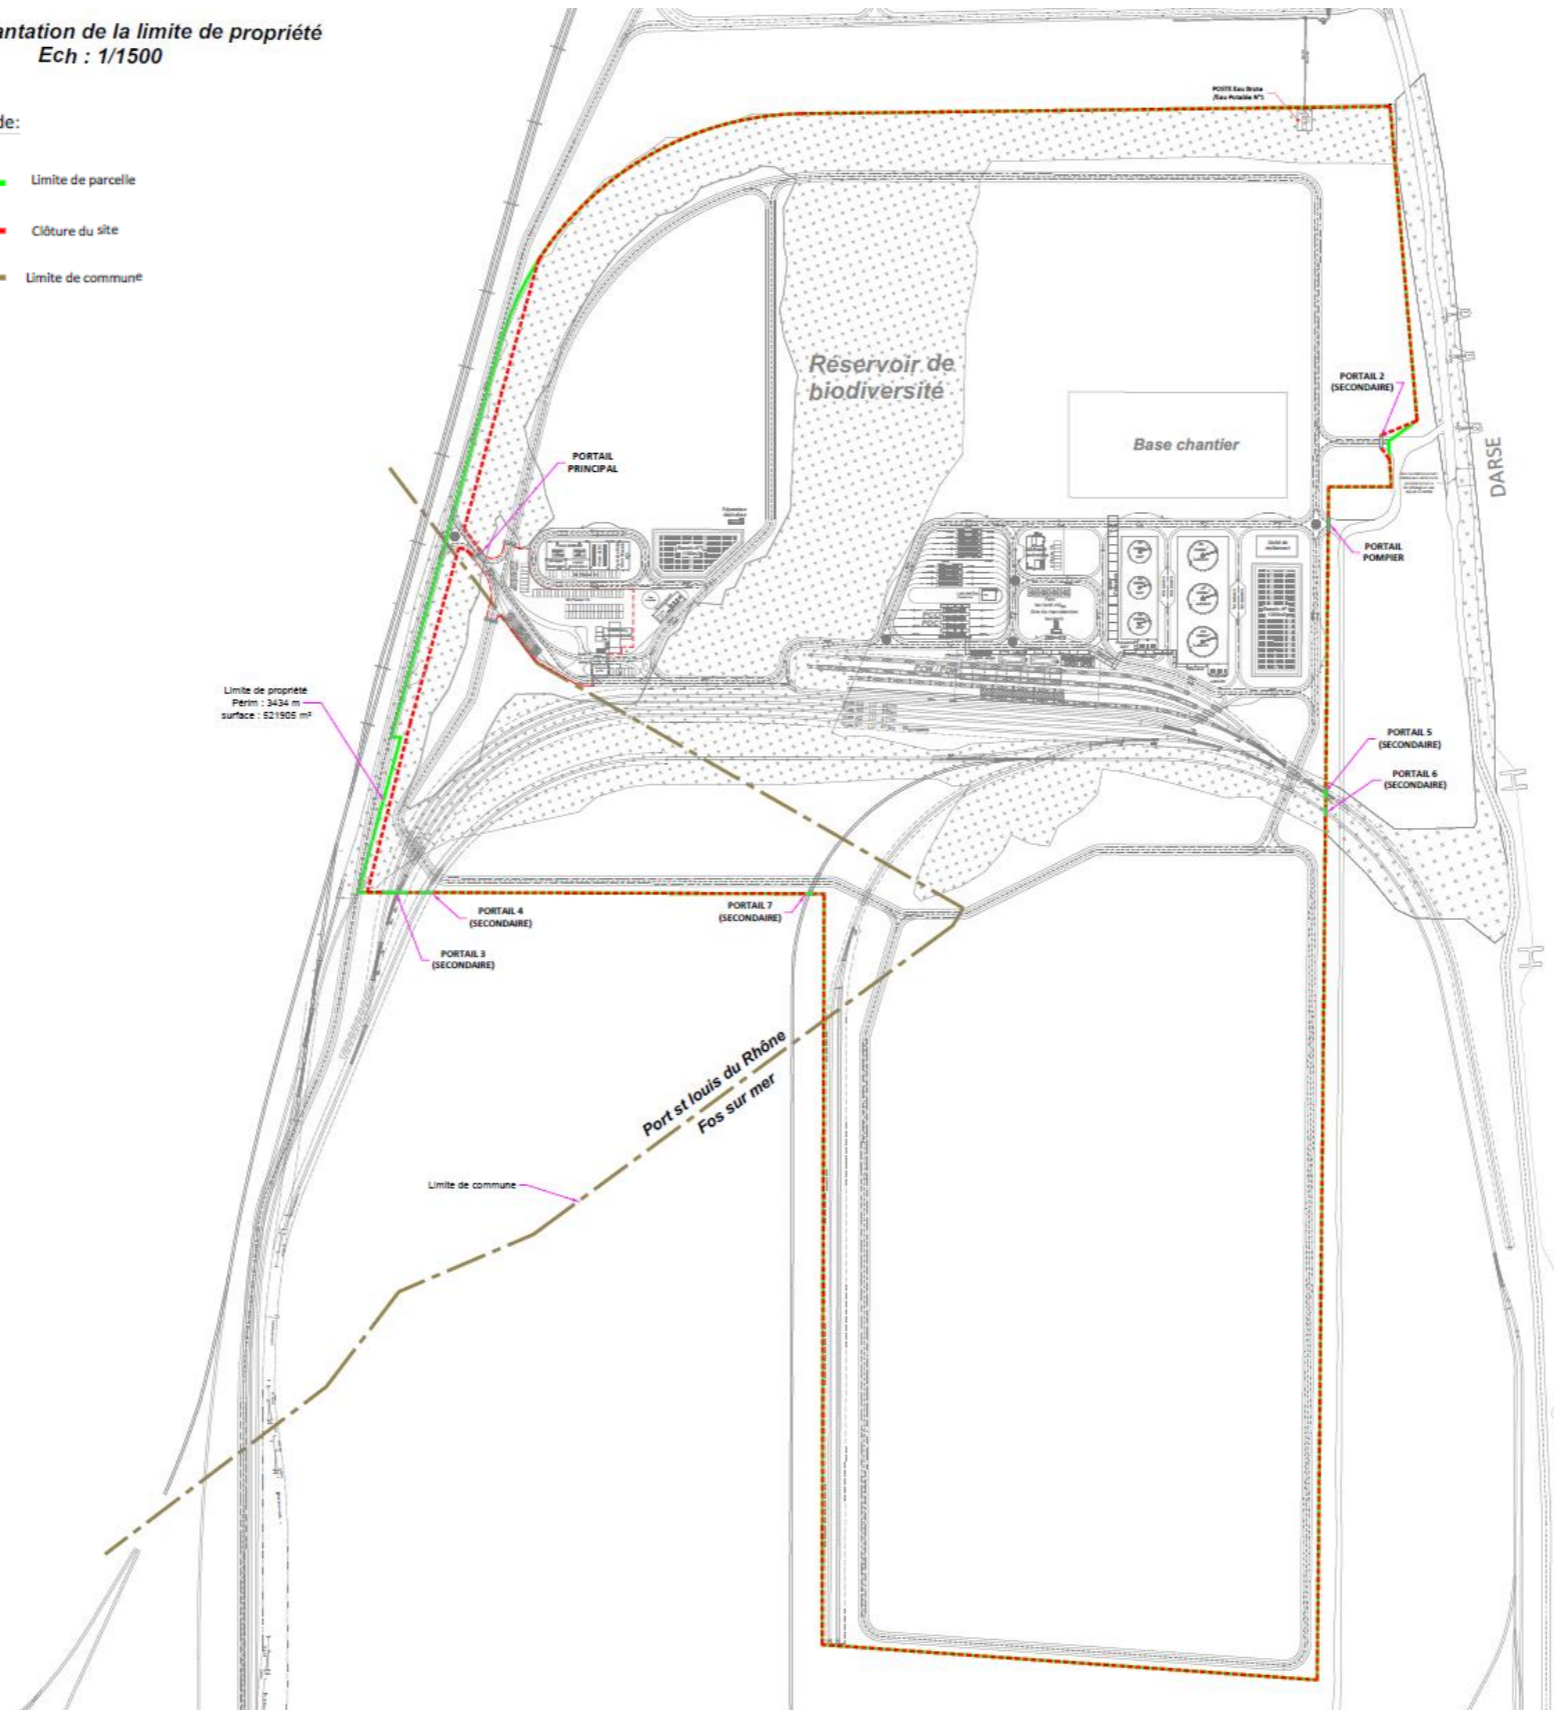 antation de la limite de propriété
Ech : 1/1500
de:
Limite de parcelle
Clôture du site
Limite de commune
POSTE Eau Brute
/Eau Potable N°1
Réservoir de
biodiversité
PORTAIL 2
(SECONDAIRE)
Base chantier
DARSE
PORTAIL
PRINCIPAL
PORTAIL
POMPIER
Limite de propriété
Périm : 3434 m
surface : 521905 m²
PORTAIL 5
(SECONDAIRE)
PORTAIL 6
(SECONDAIRE)
PORTAIL 4
(SECONDAIRE)
PORTAIL 7
(SECONDAIRE)
PORTAIL 3
(SECONDAIRE)
Port st louis du Rhône
Fos sur mer
Limite de commune